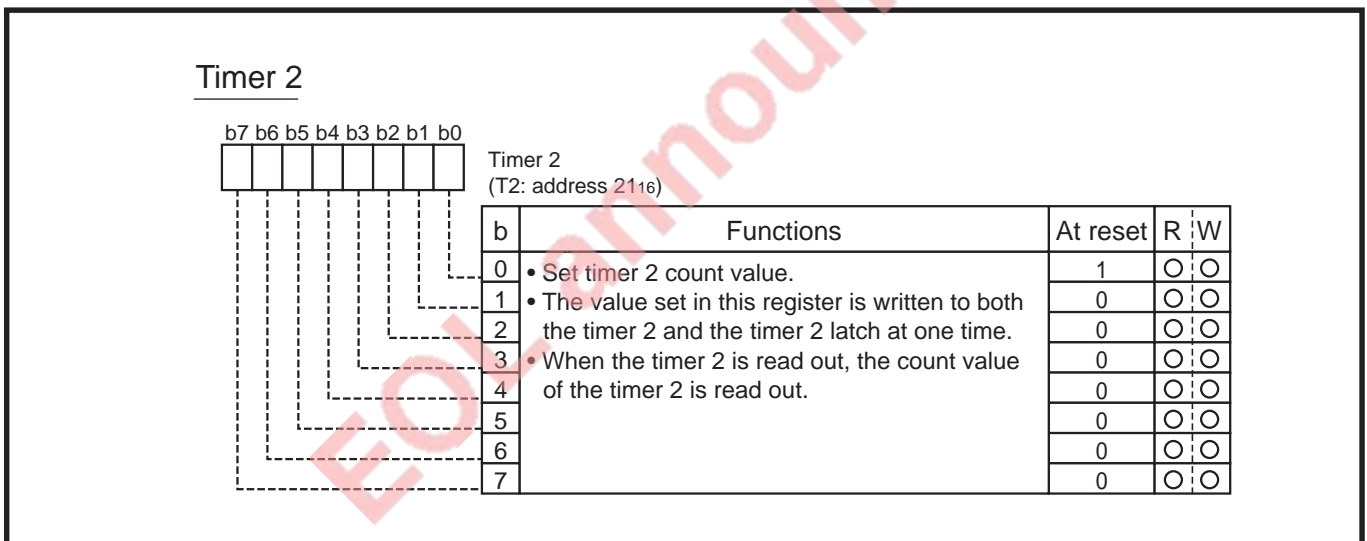 Timer 2
b7 b6 b5 b4 b3 b2 b1 b0
Timer 2
(T2: address 2116)
b Functions At reset R W
0 • Set timer 2 count value. 1 O O
1 • The value set in this register is written to both 0 O O
2 the timer 2 and the timer 2 latch at one time. 0 O O
3 • When the timer 2 is read out, the count value 0 O O
4 of the timer 2 is read out. 0 O O
5 0 O O
6 0 O O
7 0 O O
EOL announ